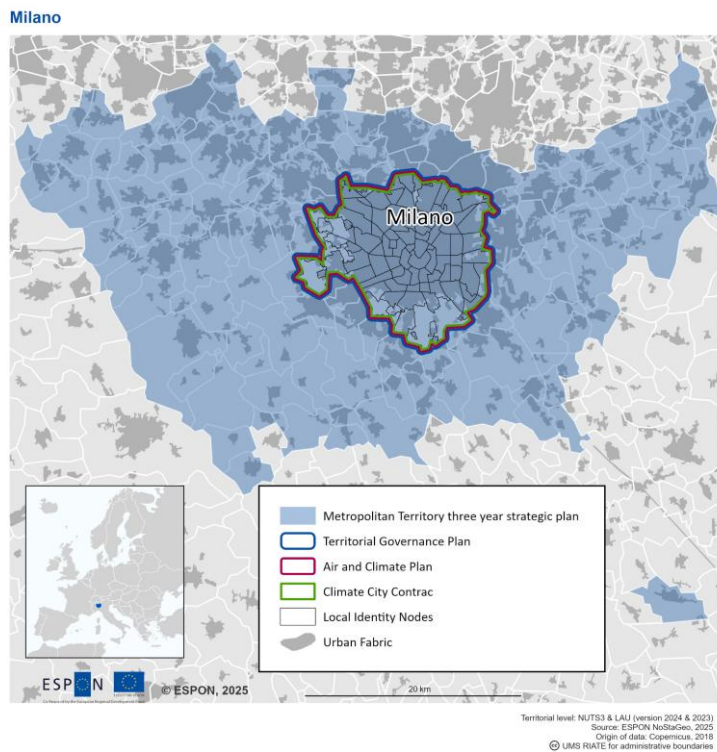 Milano
Milano
Metropolitan Territory three year strategic plan
Territorial Governance Plan
Air and Climate Plan
Climate City Contrac
Local Identity Nodes
Urban Fabric
ESPON
© ESPON, 2025
20 km
Territorial level: NUTS3 & LAU (version 2024 & 2023)
Source: ESPON NoStaGeo, 2025
Origin of data: Copernicus, 2018
UMS RIATE for administrative boundaries